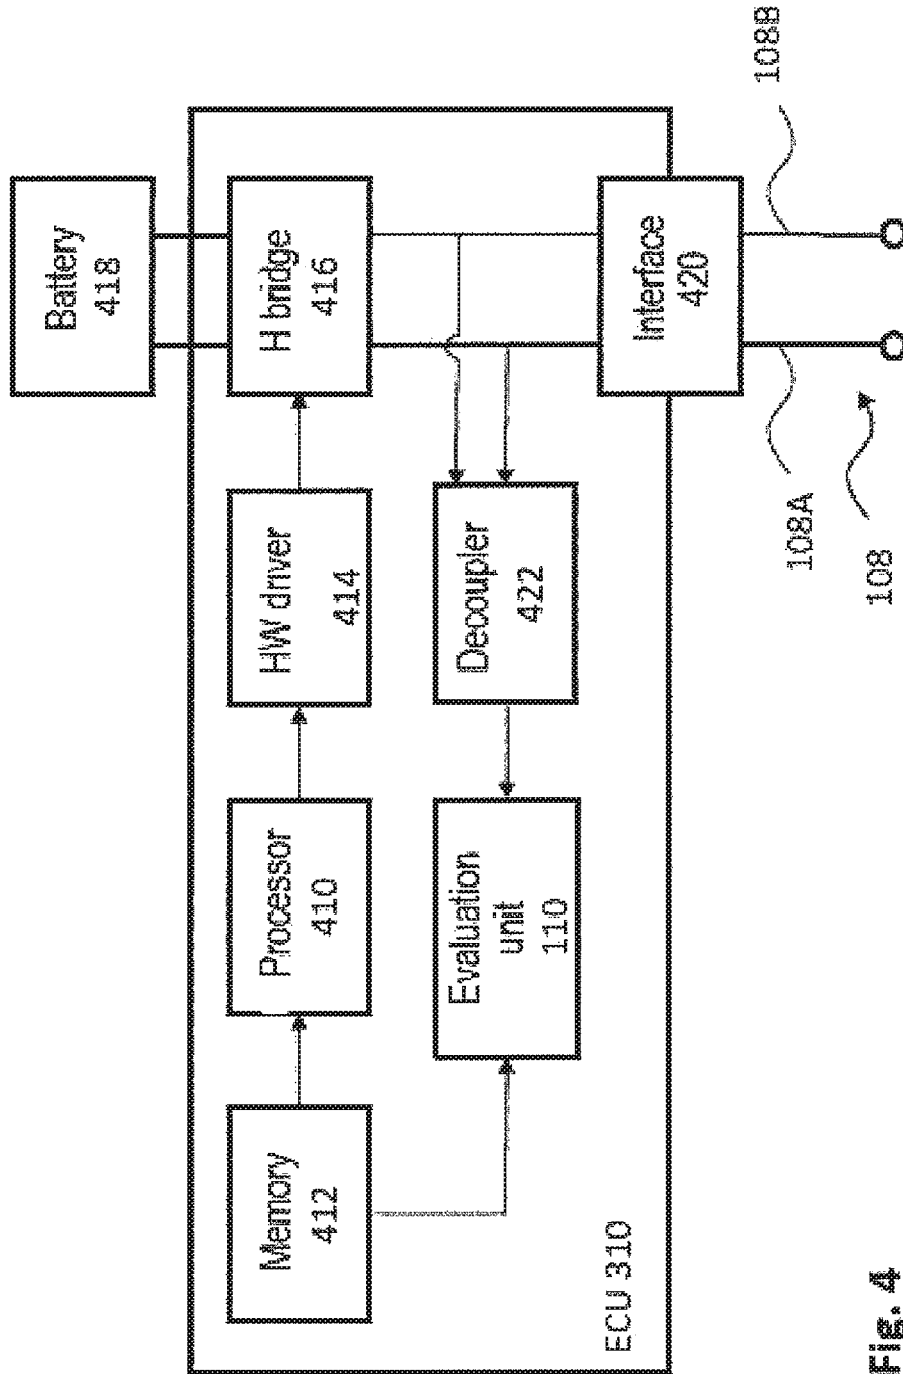 Battery
418
Memory
412
Processor
410
HW driver
414
H bridge
416
Evaluation
unit
110
Decoupler
422
Interface
420
ECU 310
108B
108A
108
Fig. 4